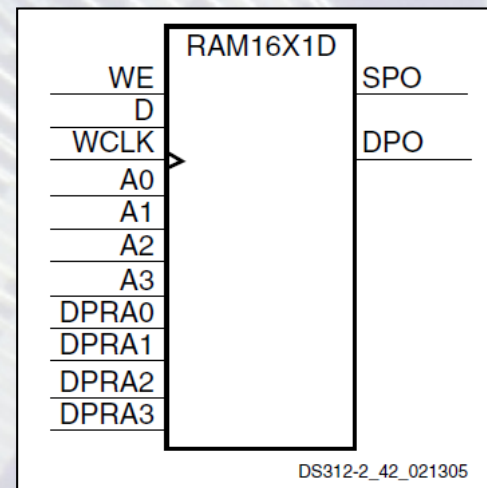 RAM16X1D
WE
SPO
D
WCLK
DPO
A0
A1
A2
A3
DPRA0
DPRA1
DPRA2
DPRA3
DS312-2_42_021305